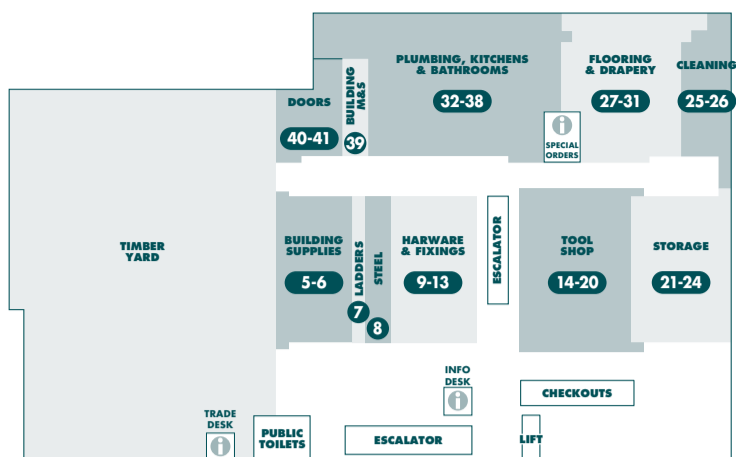 PLUMBING, KITCHENS
& BATHROOMS
32-38
FLOORING
& DRAPERY
27-31
CLEANING
25-26
DOORS
40-41
BUILDING
M&S
39
i
SPECIAL
ORDERS
TIMBER
YARD
BUILDING
SUPPLIES
5-6
LADDERS
7
STEEL
8
HARWARE
& FIXINGS
9-13
ESCALATOR
TOOL
SHOP
14-20
STORAGE
21-24
INFO
DESK
i
CHECKOUTS
TRADE
DESK
i
PUBLIC
TOILETS
ESCALATOR
LIFT